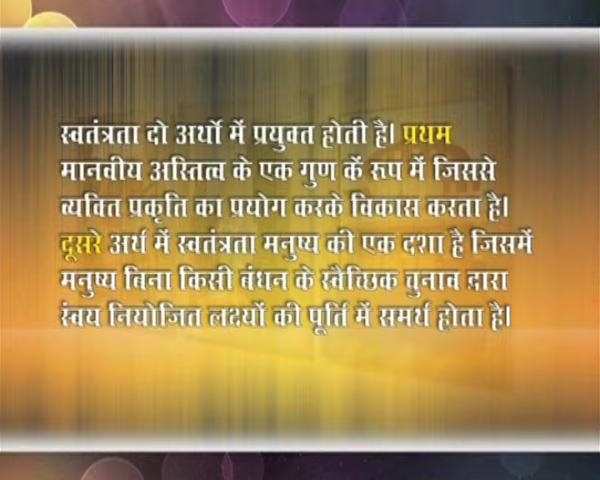 स्वतंत्रता दो अर्थो में प्रयुक्त होती है। प्रथम
मानवीय अस्तित्व के एक गुण कें रूप में जिससे
व्यक्ति प्रकृति का प्रयोग करके विकास करता है।
दूसरे अर्थ में स्वतंत्रता मनुष्य की एक दशा है जिसमें
मनुष्य बिना किसी बंधन के स्वैच्छिक चुनाव द्वारा
स्ंवय नियोजित लक्ष्यों की पूर्ति में समर्थ होता है।